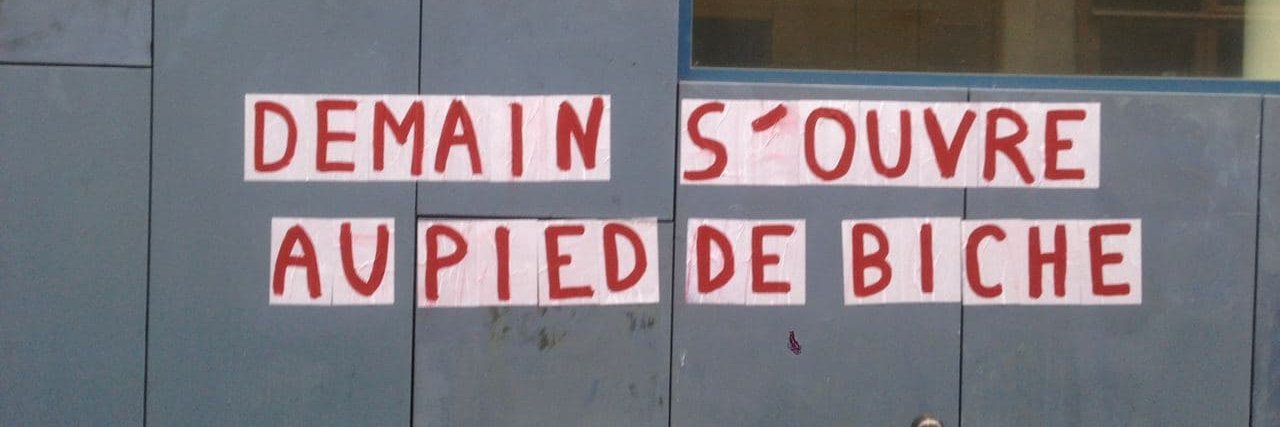 DEMAIN S'OUVRE
AU PIED DE BICHE